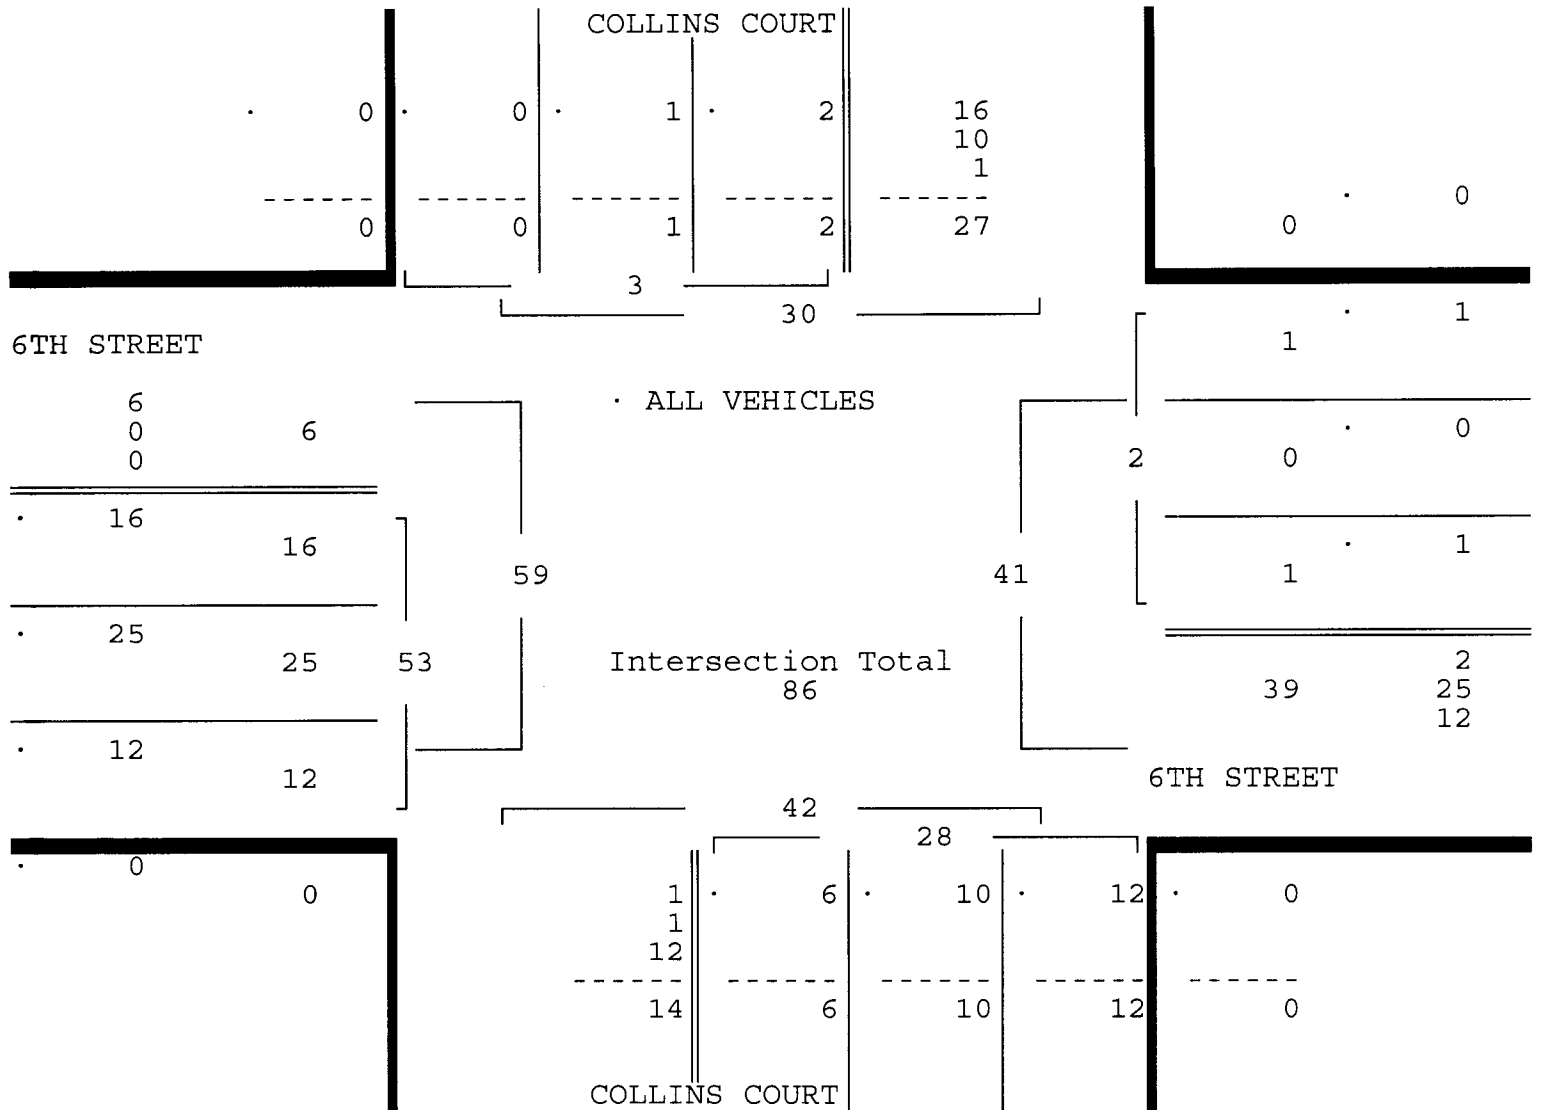 COLLINS COURT
· 0 · 0 · 1 · 2 16
10
1
· 0
------ ------ ------ ------ ------
0 0 1 2 27
0
3
30
· 1
1
6TH STREET
6
· ALL VEHICLES
0 6
· 0
0
2 0
· 16
16
· 1
59 41 1
· 25
25 53 Intersection Total
2
86
39 25
12
· 12
12
6TH STREET
42
28
· 0
0
1 · 6 · 10 · 12 · 0
1
12
------ ------ ------ ------ ------
14 6 10 12 0
COLLINS COURT